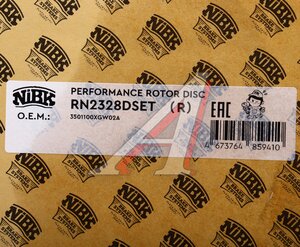 NiBK
PERFORMANCE ROTOR DISC
RN2328DSET (R)
EAC
O.E.M.: 3501100XGW02A
4 673764 859410